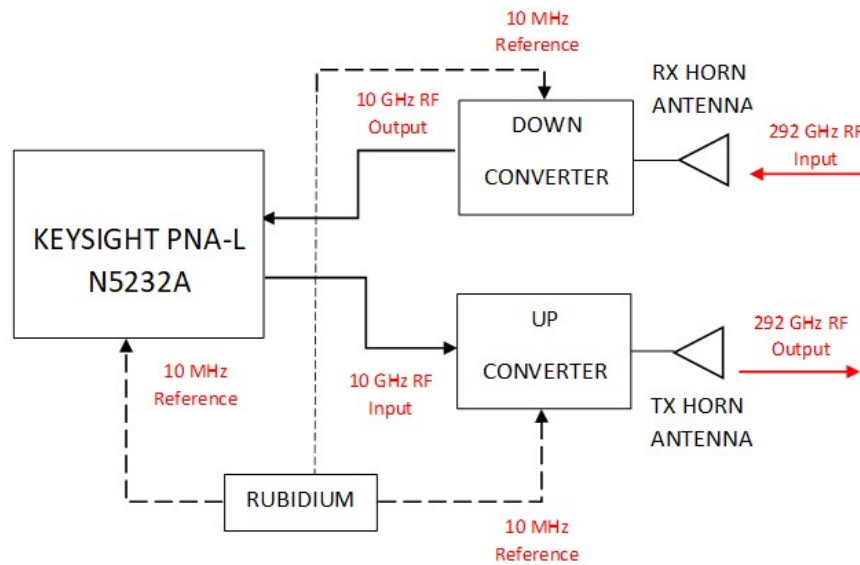 10 MHz
Reference
RX HORN
ANTENNA
10 GHz RF
Output
DOWN
CONVERTER
292 GHz RF
Input
KEYSIGHT PNA-L
N5232A
UP
CONVERTER
292 GHz RF
Output
10 MHz
Reference
10 GHz RF
Input
TX HORN
ANTENNA
RUBIDIUM
10 MHz
Reference